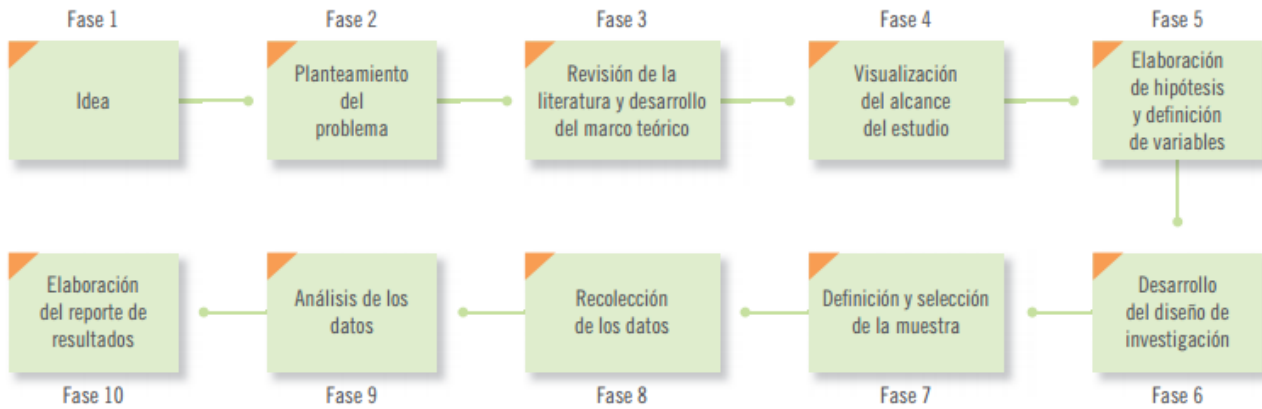 Fase 1
Idea
Fase 2
Planteamiento
del
problema
Fase 3
Revisión de la
literatura y desarrollo
del marco teórico
Fase 4
Visualización
del alcance
del estudio
Fase 5
Elaboración
de hipótesis
y definición
de variables
Desarrollo
del diseño de
investigación
Fase 6
Definición y selección
de la muestra
Fase 7
Recolección
de los datos
Fase 8
Análisis de los
datos
Fase 9
Elaboración
del reporte de
resultados
Fase 10